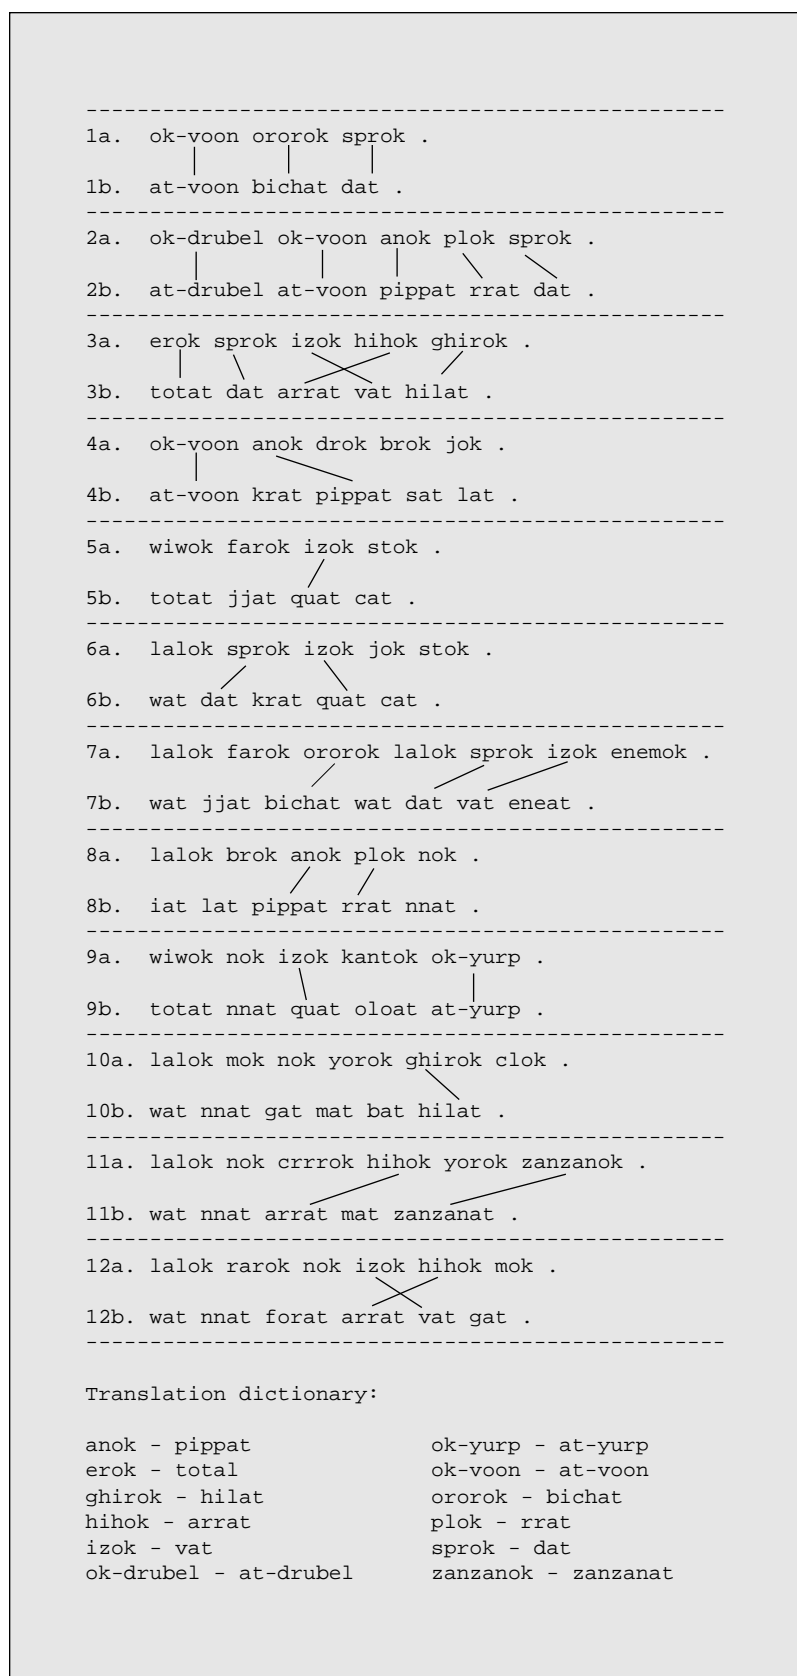 -------------------------------------------------
1a. ok-voon ororok sprok .
1b. at-voon bichat dat .
-------------------------------------------------
2a. ok-drubel ok-voon anok plok sprok .
2b. at-drubel at-voon pippat rrat dat .
-------------------------------------------------
3a. erok sprok izok hihok ghirok .
3b. totat dat arrat vat hilat .
-------------------------------------------------
4a. ok-voon anok drok brok jok .
4b. at-voon krat pippat sat lat .
-------------------------------------------------
5a. wiwok farok izok stok .
5b. totat jjat quat cat .
-------------------------------------------------
6a. lalok sprok izok jok stok .
6b. wat dat krat quat cat .
-------------------------------------------------
7a. lalok farok ororok lalok sprok izok enemok .
7b. wat jjat bichat wat dat vat eneat .
-------------------------------------------------
8a. lalok brok anok plok nok .
8b. iat lat pippat rrat nnat .
-------------------------------------------------
9a. wiwok nok izok kantok ok-yurp .
9b. totat nnat quat oloat at-yurp .
-------------------------------------------------
10a. lalok mok nok yorok ghirok clok .
10b. wat nnat gat mat bat hilat .
-------------------------------------------------
11a. lalok nok crrrok hihok yorok zanzanok .
11b. wat nnat arrat mat zanzanat .
-------------------------------------------------
12a. lalok rarok nok izok hihok mok .
12b. wat nnat forat arrat vat gat .
-------------------------------------------------
Translation dictionary:
anok - pippat ok-yurp - at-yurp
erok - total ok-voon - at-voon
ghirok - hilat ororok - bichat
hihok - arrat plok - rrat
izok - vat sprok - dat
ok-drubel - at-drubel zanzanok - zanzanat